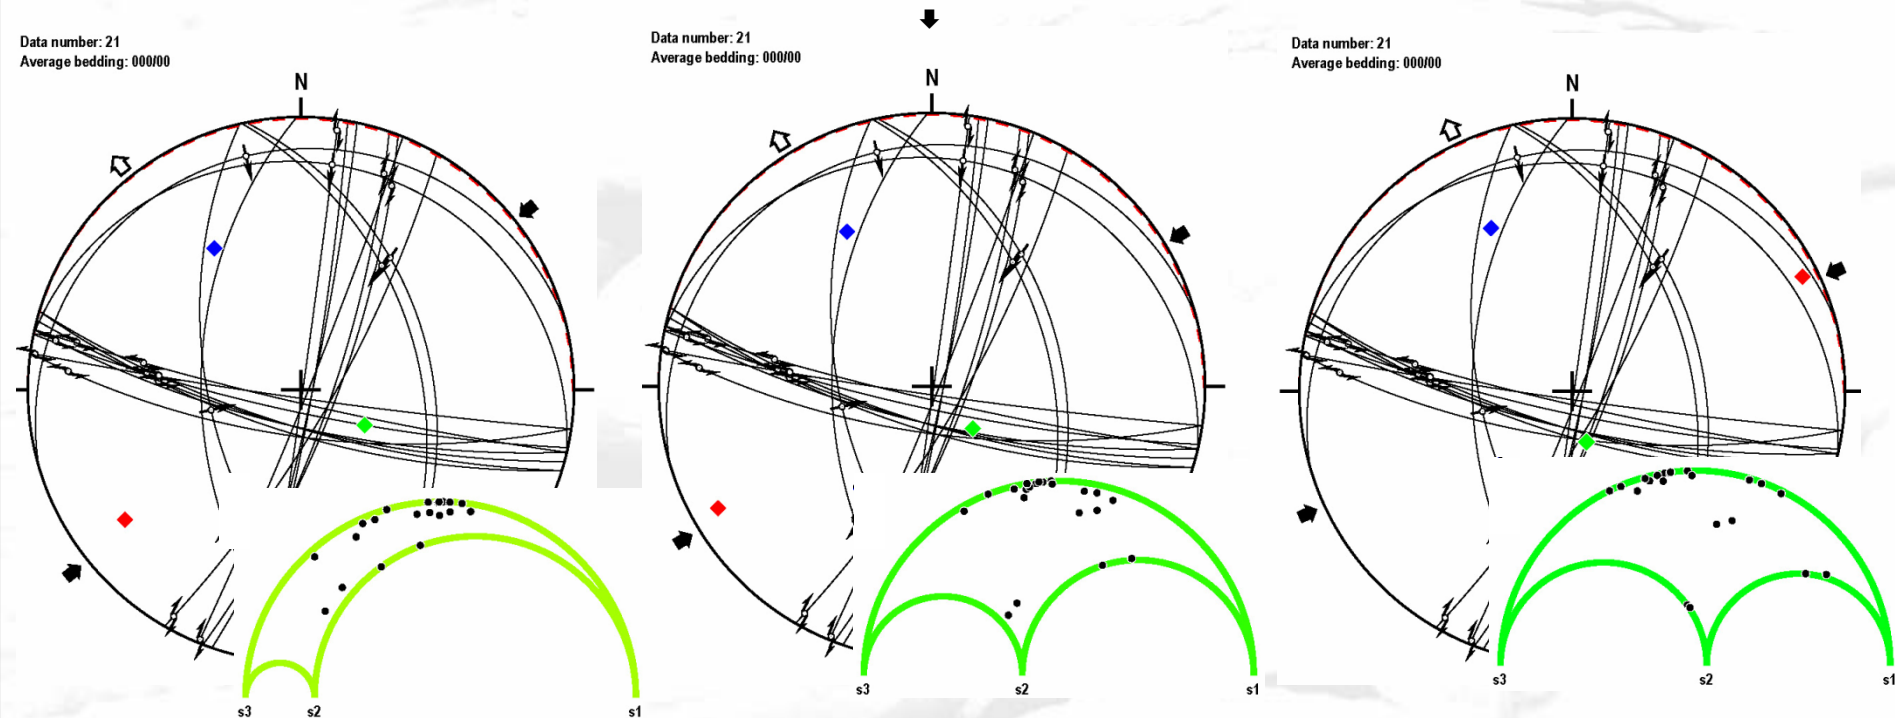 Data number: 21
Average bedding: 000/00
N
s3 s2 s1
Data number: 21
Average bedding: 000/00
N
s3 s2 s1
Data number: 21
Average bedding: 000/00
N
s3 s2 s1